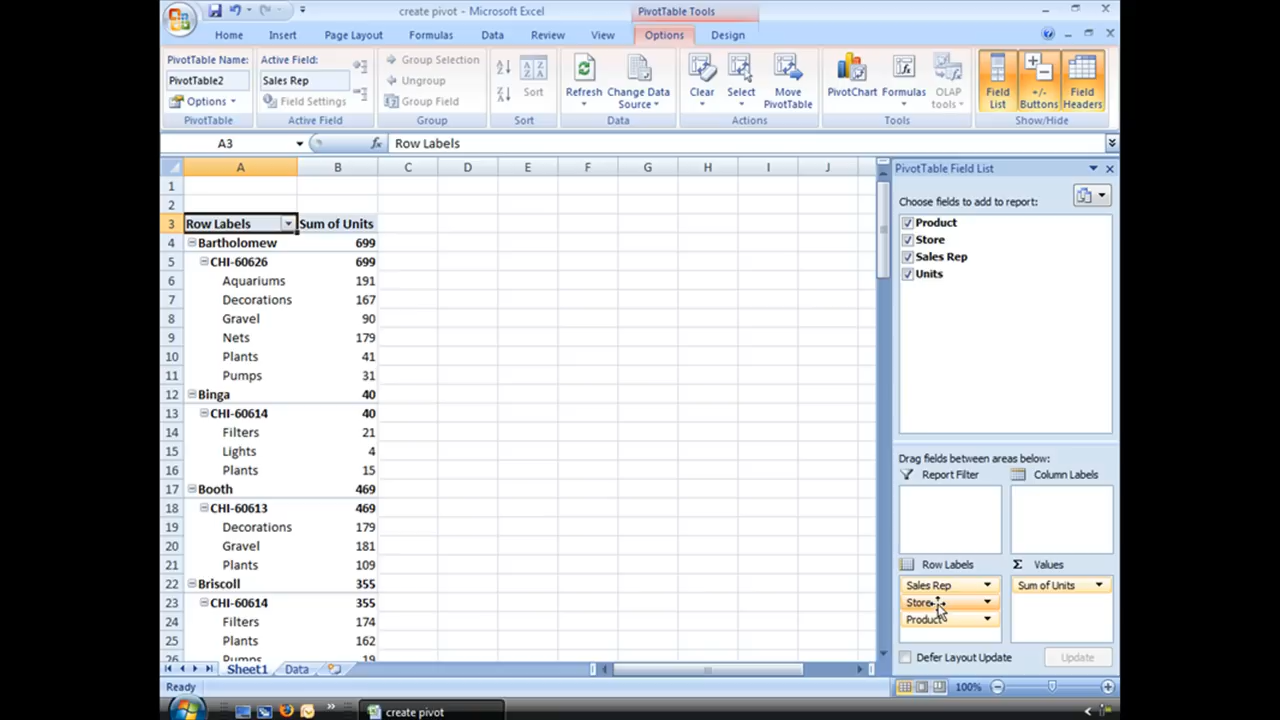 create pivot - Microsoft Excel
PivotTable Tools
Home Insert Page Layout Formulas Data Review View Options Design
PivotTable Name:
PivotTable2
Options
PivotTable
Active Field:
Sales Rep
Field Settings
Active Field
Group Selection
Ungroup
Group Field
Group
Sort
Sort
Refresh
Change Data Source
Data
Clear
Select
Move PivotTable
Actions
PivotChart
Formulas
OLAP tools
Tools
Field List
+/- Buttons
Field Headers
Show/Hide
A3 fx Row Labels
A B C D E F G H I J
1
2
3 Row Labels Sum of Units
4 Bartholomew 699
5 CHI-60626 699
6 Aquariums 191
7 Decorations 167
8 Gravel 90
9 Nets 179
10 Plants 41
11 Pumps 31
12 Binga 40
13 CHI-60614 40
14 Filters 21
15 Lights 4
16 Plants 15
17 Booth 469
18 CHI-60613 469
19 Decorations 179
20 Gravel 181
21 Plants 109
22 Briscoll 355
23 CHI-60614 355
24 Filters 174
25 Plants 162
26 Pumps 19
PivotTable Field List
Choose fields to add to report:
Product
Store
Sales Rep
Units
Drag fields between areas below:
Report Filter
Column Labels
Row Labels
Σ Values
Sales Rep
Store
Product
Sum of Units
Defer Layout Update
Update
Sheet1 Data
Ready
100%
create pivot